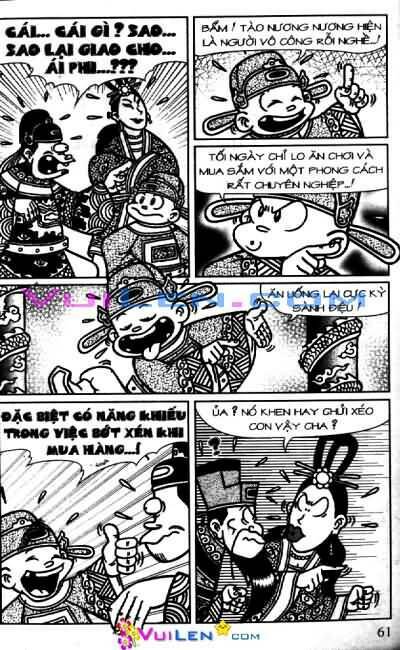 CÁI... CÁI GÌ? SAO...
SAO LẠI GIAO CHO...
ÁI PHI...???
BẨM! TÀO NƯƠNG NƯƠNG HIỆN
LÀ NGƯỜI VÔ CÔNG RỖI NGHỀ...!
TỐI NGÀY CHỈ LO ĂN CHƠI VÀ
MUA SẮM VỚI MỘT PHONG CÁCH
RẤT CHUYÊN NGHIỆP...!
ĂN UỐNG LẠI CỰC KỲ
SÀNH ĐIỆU!
VUILEN.COM
ĐẶC BIỆT CÓ NĂNG KHIẾU
TRONG VIỆC BỚT XÉN KHI
MUA HÀNG...!
ỦA? NÓ KHEN HAY CHỬI XÉO
CON VẬY CHA?
61
VUILEN.COM